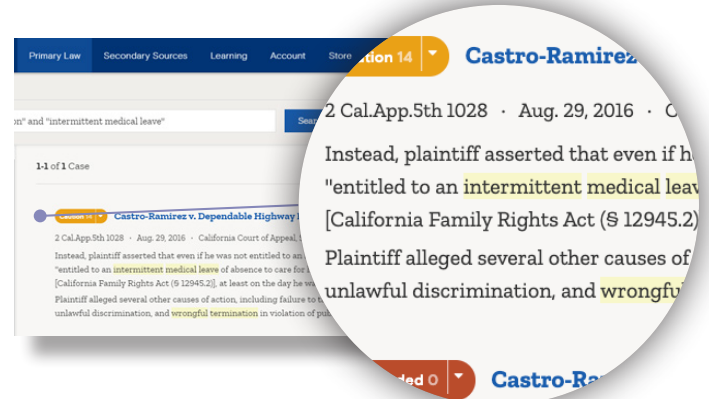 Primary Law Secondary Sources Learning Account Store
n" and "intermittent medical leave"
1-1 of 1 Case
Castro-Ramirez v. Dependable Highway
2 Cal.App.5th 1028 · Aug. 29, 2016 · California Court of Appeal,
Instead, plaintiff asserted that even if he was not entitled to an
"entitled to an intermittent medical leave of absence to care for
[California Family Rights Act (§ 12945.2)], at least on the day he wa
Plaintiff alleged several other causes of action, including failure to
unlawful discrimination, and wrongful termination in violation of
tion 14
Castro-Ramirez
2 Cal.App.5th 1028 · Aug. 29, 2016 · C
Instead, plaintiff asserted that even if h
"entitled to an intermittent medical leav
[California Family Rights Act (§ 12945.2)
Plaintiff alleged several other causes of
unlawful discrimination, and wrongfu
ded 0
Castro-Ra